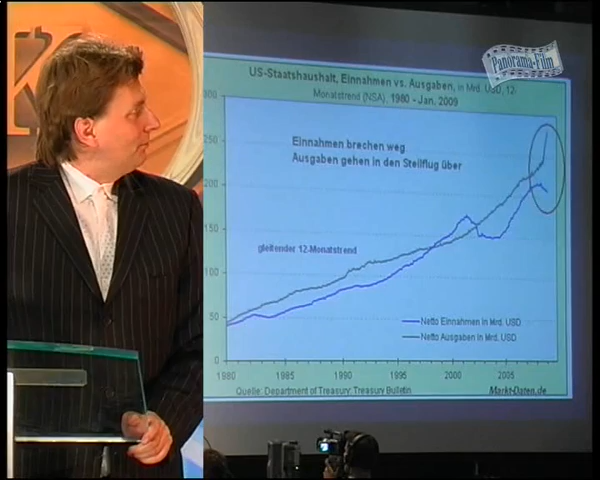 K
Panorama-Film
US-Staatshaushalt, Einnahmen vs. Ausgaben, in Mrd. USD, 12-
Monatstrend (NSA), 1980 - Jan. 2009
300
250
200
150
100
50
0
Einnahmen brechen weg
Ausgaben gehen in den Steilflug über
gleitender 12-Monatstrend
Netto Einnahmen in Mrd. USD
Netto Ausgaben in Mrd. USD
1980 1985 1990 1995 2000 2005
Quelle: Department of Treasury: Treasury Bulletin
Markt-Daten.de